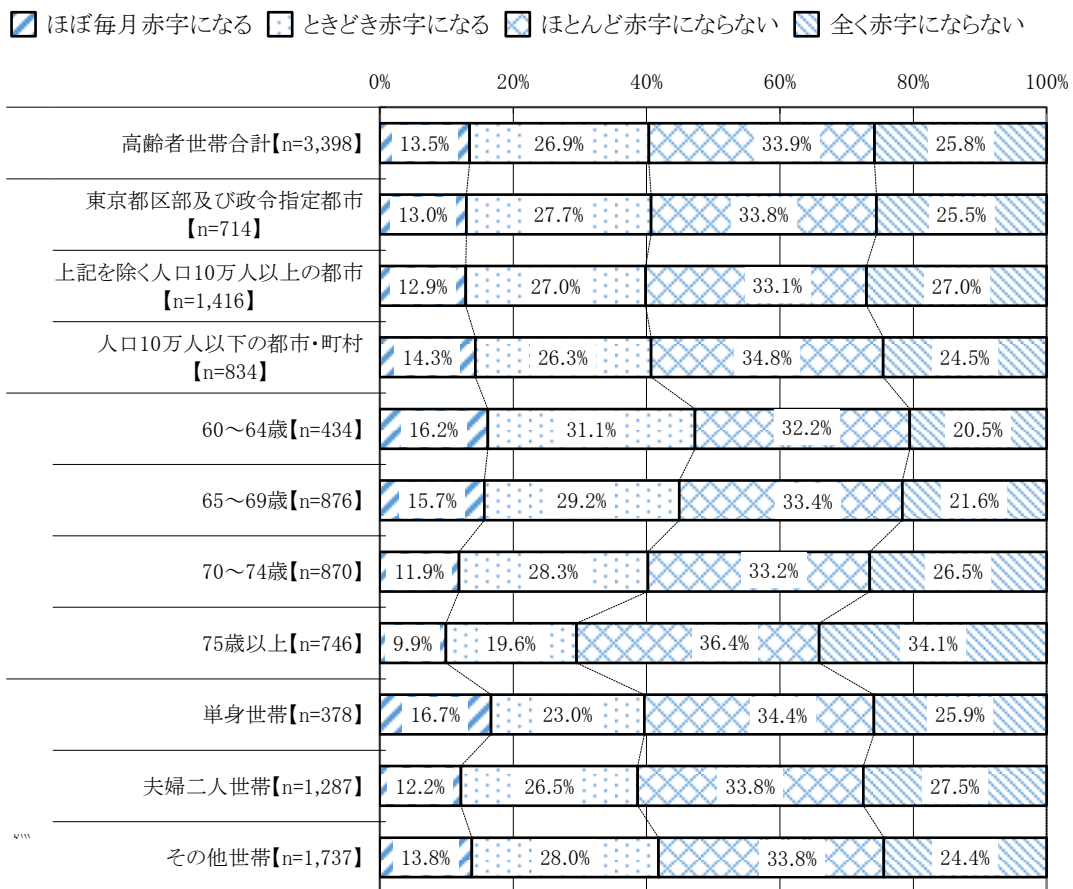 ほぼ毎月赤字になる ときどき赤字になる ほとんど赤字にならない 全く赤字にならない
0% 20% 40% 60% 80% 100%
高齢者世帯合計【n=3,398】 13.5% 26.9% 33.9% 25.8%
東京都区部及び政令指定都市
【n=714】 13.0% 27.7% 33.8% 25.5%
上記を除く人口10万人以上の都市
【n=1,416】 12.9% 27.0% 33.1% 27.0%
人口10万人以下の都市・町村
【n=834】 14.3% 26.3% 34.8% 24.5%
60～64歳【n=434】 16.2% 31.1% 32.2% 20.5%
65～69歳【n=876】 15.7% 29.2% 33.4% 21.6%
70～74歳【n=870】 11.9% 28.3% 33.2% 26.5%
75歳以上【n=746】 9.9% 19.6% 36.4% 34.1%
単身世帯【n=378】 16.7% 23.0% 34.4% 25.9%
夫婦二人世帯【n=1,287】 12.2% 26.5% 33.8% 27.5%
その他世帯【n=1,737】 13.8% 28.0% 33.8% 24.4%